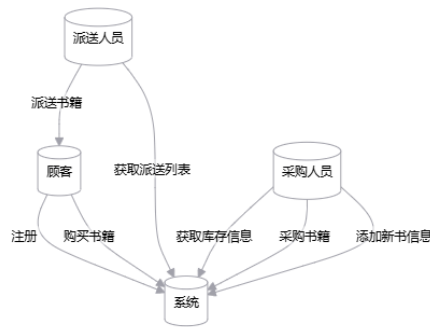 派送人员
派送书籍
顾客
获取派送列表
采购人员
注册
购买书籍
获取库存信息
采购书籍
添加新书信息
系统